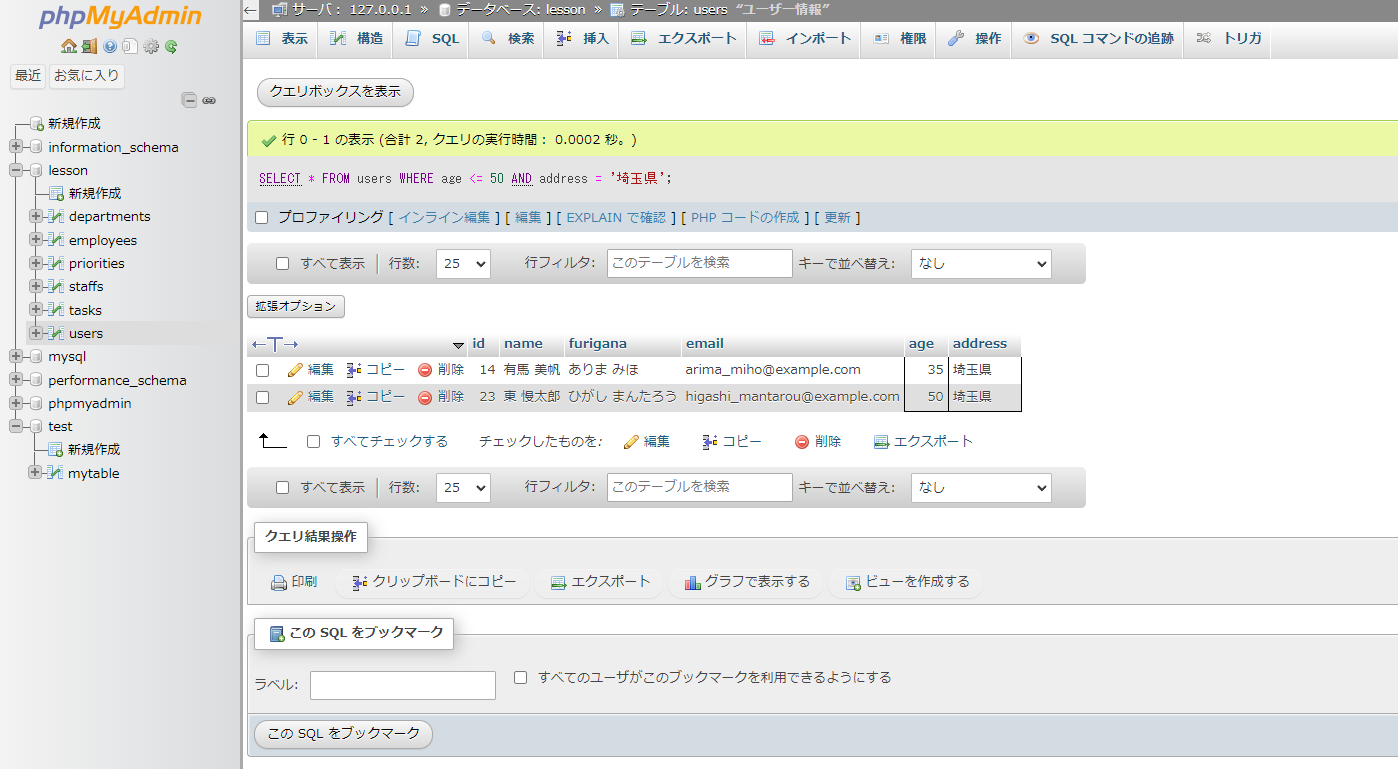 phpMyAdmin
最近 お気に入り
新規作成
information_schema
lesson
新規作成
departments
employees
priorities
staffs
tasks
users
mysql
performance_schema
phpmyadmin
test
新規作成
mytable
サーバ: 127.0.0.1 » データベース: lesson » テーブル: users “ユーザー情報”
表示 構造 SQL 検索 挿入 エクスポート インポート 権限 操作 SQL コマンドの追跡 トリガ
クエリボックスを表示
行 0 - 1 の表示 (合計 2, クエリの実行時間: 0.0002 秒。)
SELECT * FROM users WHERE age <= 50 AND address = '埼玉県';
プロファイリング [ インライン編集 ] [ 編集 ] [ EXPLAIN で確認 ] [ PHP コードの作成 ] [ 更新 ]
すべて表示 行数: 25 行フィルタ: このテーブルを検索 キーで並べ替え: なし
拡張オプション
←T→ id name furigana email age address
編集 コピー 削除 14 有馬 美帆 ありま みほ arima_miho@example.com 35 埼玉県
編集 コピー 削除 23 東 慢太郎 ひがし まんたろう higashi_mantarou@example.com 50 埼玉県
すべてチェックする チェックしたものを: 編集 コピー 削除 エクスポート
すべて表示 行数: 25 行フィルタ: このテーブルを検索 キーで並べ替え: なし
クエリ結果操作
印刷 クリップボードにコピー エクスポート グラフで表示する ビューを作成する
この SQL をブックマーク
ラベル: すべてのユーザがこのブックマークを利用できるようにする
この SQL をブックマーク